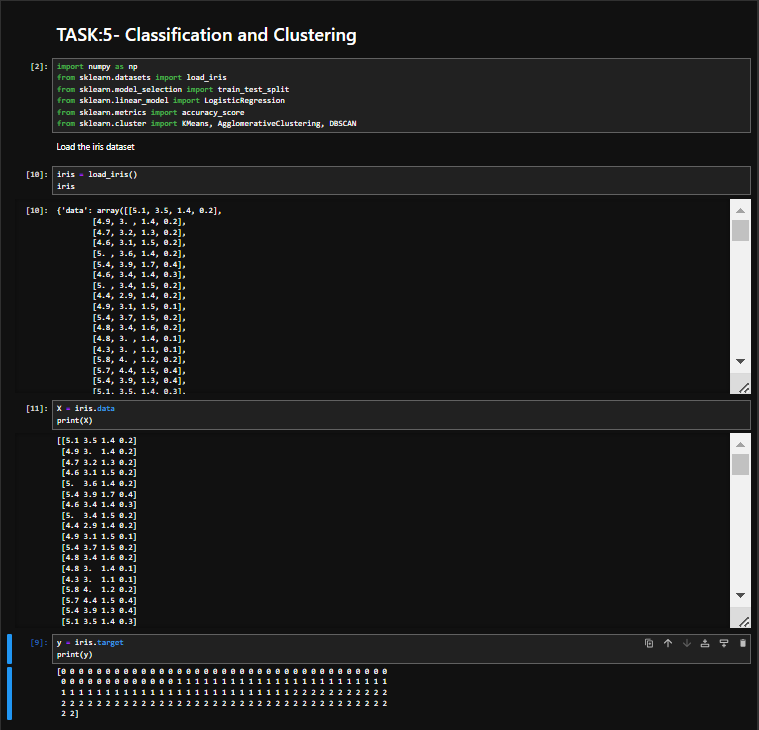 TASK:5- Classification and Clustering
[2]: import numpy as np
from sklearn.datasets import load_iris
from sklearn.model_selection import train_test_split
from sklearn.linear_model import LogisticRegression
from sklearn.metrics import accuracy_score
from sklearn.cluster import KMeans, AgglomerativeClustering, DBSCAN
Load the iris dataset
[10]: iris = load_iris()
iris
[10]: {'data': array([[5.1, 3.5, 1.4, 0.2],
[4.9, 3. , 1.4, 0.2],
[4.7, 3.2, 1.3, 0.2],
[4.6, 3.1, 1.5, 0.2],
[5. , 3.6, 1.4, 0.2],
[5.4, 3.9, 1.7, 0.4],
[4.6, 3.4, 1.4, 0.3],
[5. , 3.4, 1.5, 0.2],
[4.4, 2.9, 1.4, 0.2],
[4.9, 3.1, 1.5, 0.1],
[5.4, 3.7, 1.5, 0.2],
[4.8, 3.4, 1.6, 0.2],
[4.8, 3. , 1.4, 0.1],
[4.3, 3. , 1.1, 0.1],
[5.8, 4. , 1.2, 0.2],
[5.7, 4.4, 1.5, 0.4],
[5.4, 3.9, 1.3, 0.4],
[5.1, 3.5, 1.4, 0.3],
[11]: X = iris.data
print(X)
[[5.1 3.5 1.4 0.2]
[4.9 3.  1.4 0.2]
[4.7 3.2 1.3 0.2]
[4.6 3.1 1.5 0.2]
[5.  3.6 1.4 0.2]
[5.4 3.9 1.7 0.4]
[4.6 3.4 1.4 0.3]
[5.  3.4 1.5 0.2]
[4.4 2.9 1.4 0.2]
[4.9 3.1 1.5 0.1]
[5.4 3.7 1.5 0.2]
[4.8 3.4 1.6 0.2]
[4.8 3.  1.4 0.1]
[4.3 3.  1.1 0.1]
[5.8 4.  1.2 0.2]
[5.7 4.4 1.5 0.4]
[5.4 3.9 1.3 0.4]
[5.1 3.5 1.4 0.3]
[9]: y = iris.target
print(y)
[0 0 0 0 0 0 0 0 0 0 0 0 0 0 0 0 0 0 0 0 0 0 0 0 0 0 0 0 0 0 0 0 0 0 0 0 0
0 0 0 0 0 0 0 0 0 0 0 0 0 1 1 1 1 1 1 1 1 1 1 1 1 1 1 1 1 1 1 1 1 1 1 1 1
1 1 1 1 1 1 1 1 1 1 1 1 1 1 1 1 1 1 1 1 1 1 1 1 1 1 2 2 2 2 2 2 2 2 2 2 2
2 2 2 2 2 2 2 2 2 2 2 2 2 2 2 2 2 2 2 2 2 2 2 2 2 2 2 2 2 2 2 2 2 2 2 2 2
2 2]